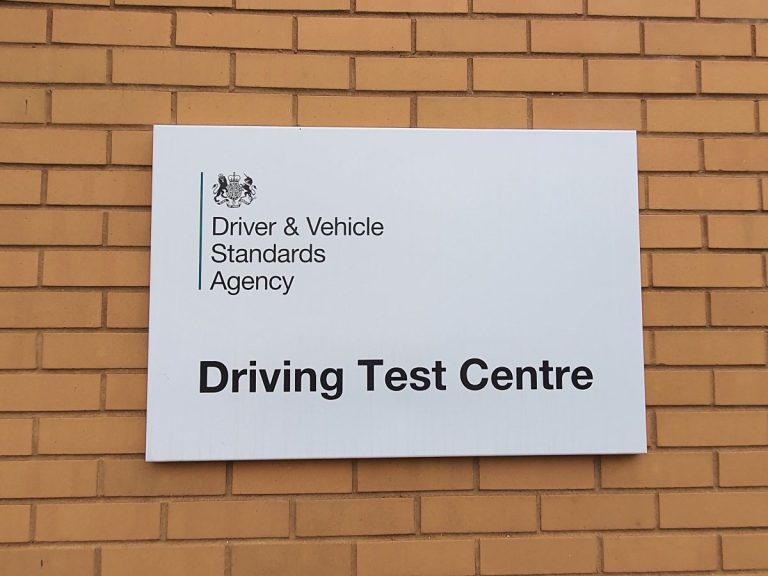 Driver & Vehicle
Standards
Agency
Driving Test Centre